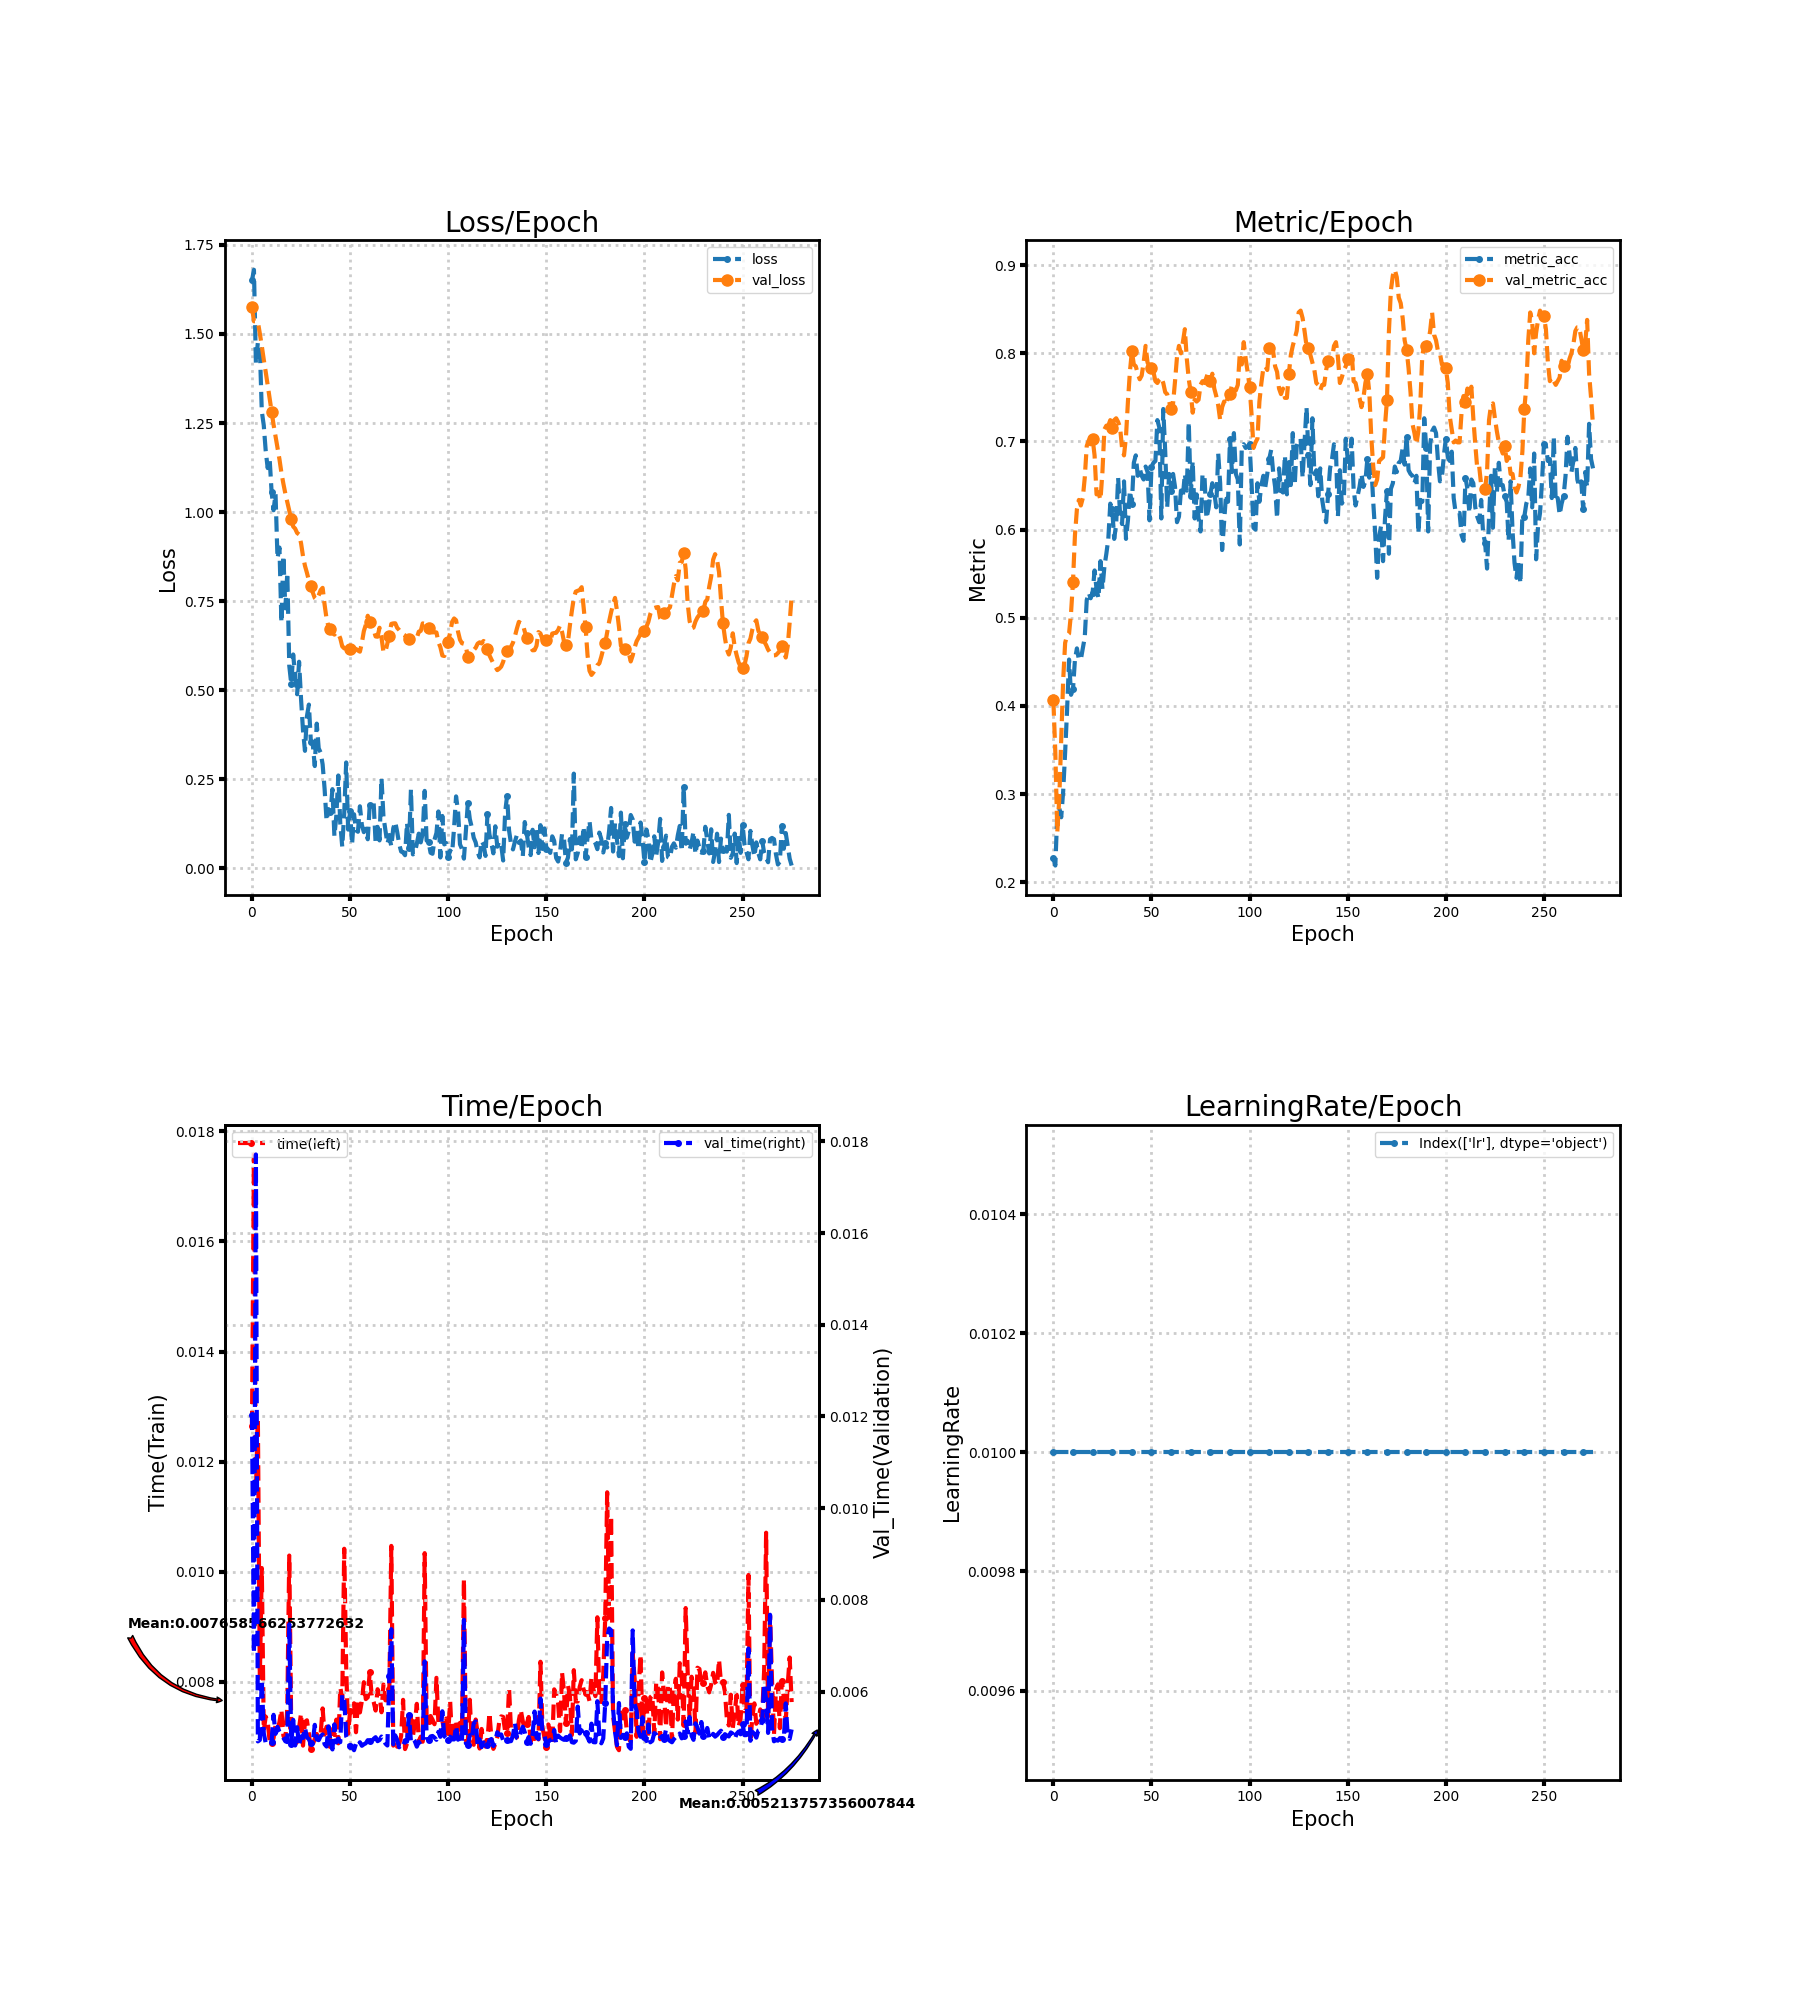 Loss/Epoch
1.75
1.50
1.25
1.00
0.75
0.50
0.25
0.00
Loss
loss
val_loss
0 50 100 150 200 250
Epoch
Metric/Epoch
0.9
0.8
0.7
0.6
0.5
0.4
0.3
0.2
Metric
metric_acc
val_metric_acc
0 50 100 150 200 250
Epoch
Time/Epoch
0.018
0.016
0.014
0.012
0.010
0.008
Time(Train)
time(left)
val_time(right)
0.018
0.016
0.014
0.012
0.010
0.008
0.006
Val_Time(Validation)
Mean:0.007658566253772632
0 50 100 150 200 250
Mean:0.005213757356007844
Epoch
LearningRate/Epoch
0.0104
0.0102
0.0100
0.0098
0.0096
LearningRate
Index(['lr'], dtype='object')
0 50 100 150 200 250
Epoch